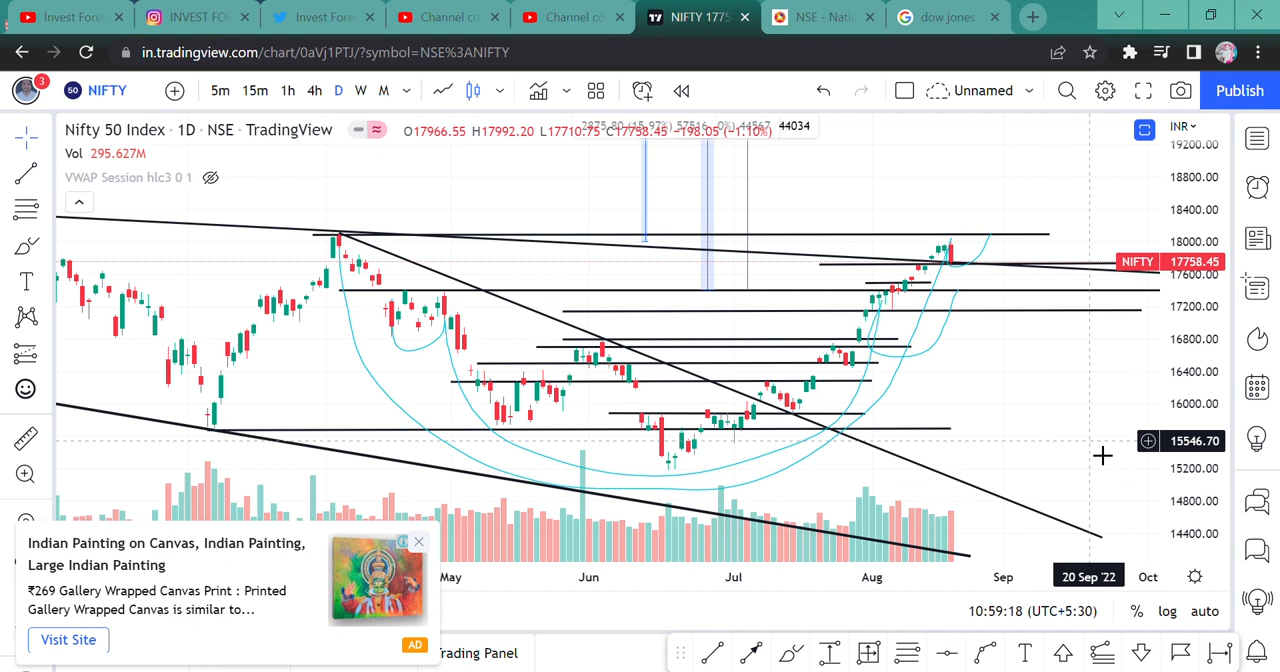 Invest Fore
INVEST FOR
Invest Fore
Channel co
Channel co
NIFTY 1775
NSE - Natio
dow jones
in.tradingview.com/chart/0aVj1PTJ/?symbol=NSE%3ANIFTY
3
50 NIFTY 5m 15m 1h 4h D W M Unnamed Publish
Nifty 50 Index · 1D · NSE · TradingView
O17966.55 H17992.20 L17710.75 C17758.45 −198.05 (−1.10%)
44567 44034
Vol 295.627M
VWAP Session hlc3 0 1
INR
19200.00
18800.00
18400.00
18000.00
NIFTY 17758.45
17600.00
17200.00
16800.00
16400.00
16000.00
15546.70
15200.00
14800.00
14400.00
May Jun Jul Aug Sep 20 Sep '22 Oct
10:59:18 (UTC+5:30) % log auto
Indian Painting on Canvas, Indian Painting,
Large Indian Painting
₹269 Gallery Wrapped Canvas Print : Printed
Gallery Wrapped Canvas is similar to...
Visit Site
AD
rading Panel